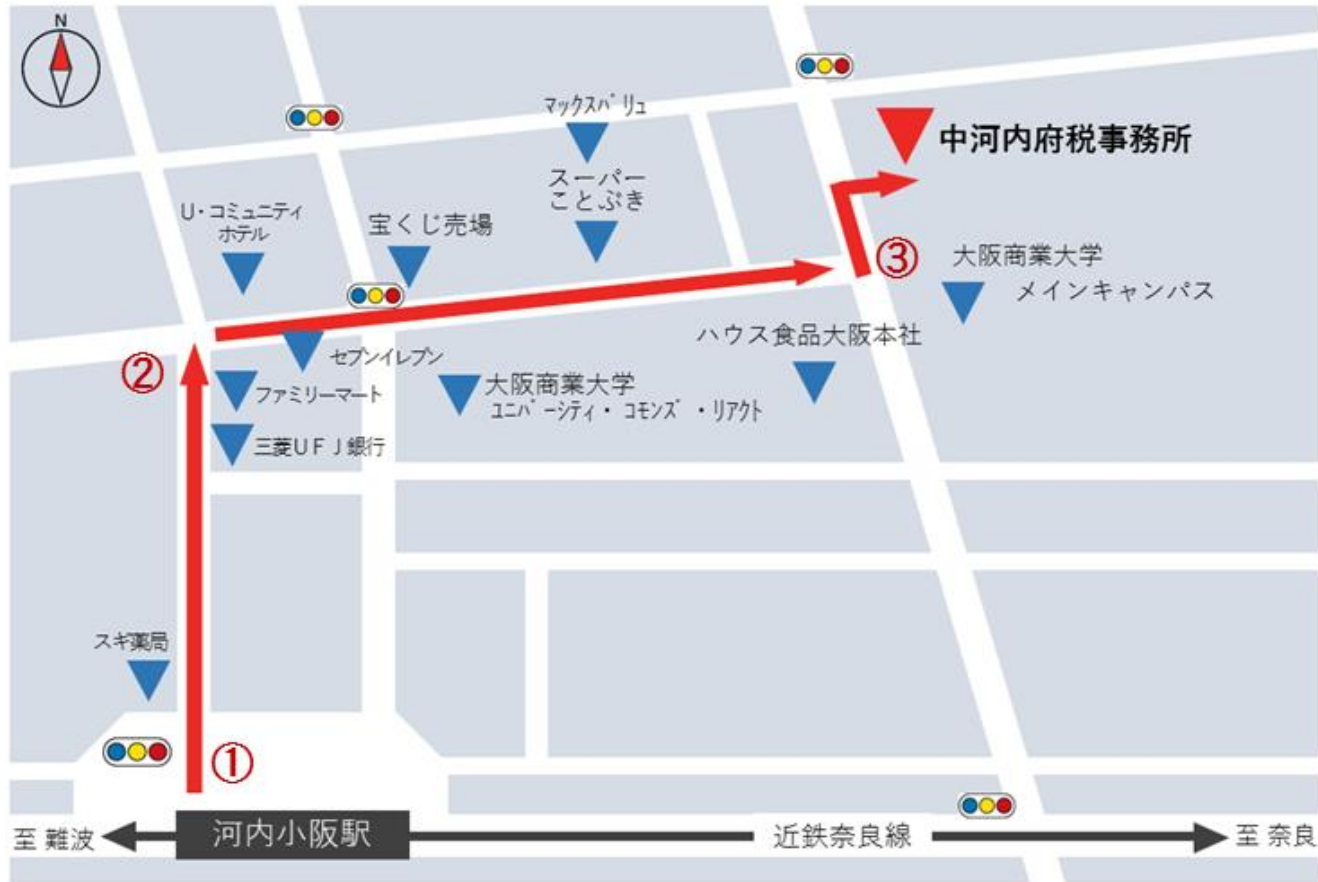 N
マックスバリュ
中河内府税事務所
スーパー
ことぶき
U・コミュニティ
ホテル
宝くじ売場
③
大阪商業大学
メインキャンパス
ハウス食品大阪本社
②
セブンイレブン
ファミリーマート
大阪商業大学
ユニバーシティ・コモンズ・リアクト
三菱UFJ銀行
スギ薬局
①
至 難波
河内小阪駅
近鉄奈良線
至 奈良